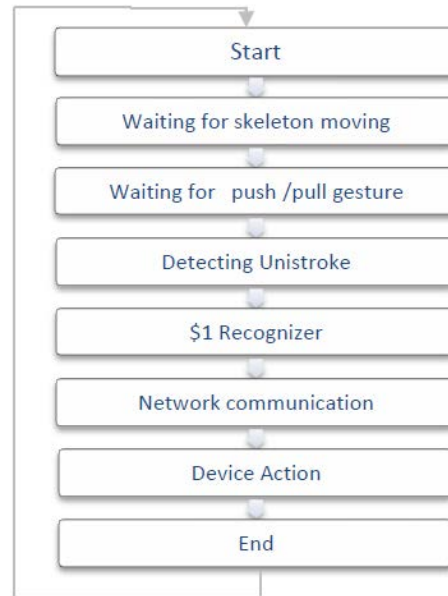 Start
Waiting for skeleton moving
Waiting for push /pull gesture
Detecting Unistroke
$1 Recognizer
Network communication
Device Action
End